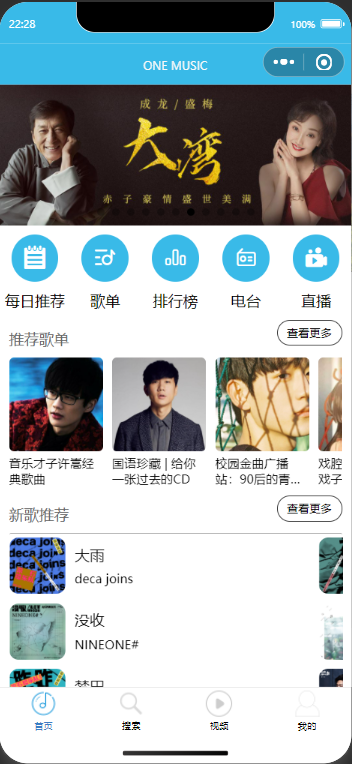 22:28
100%
ONE MUSIC
成龙/盛梅
大湾
赤子豪情盛世美满
每日推荐
歌单
排行榜
电台
直播
推荐歌单
查看更多
音乐才子许嵩经
典歌曲
国语珍藏 | 给你
一张过去的CD
校园金曲广播
站：90后的青...
戏腔
戏子
新歌推荐
查看更多
deca joins
大雨
deca joins
没收
NINEONE#
首页
搜索
视频
我的